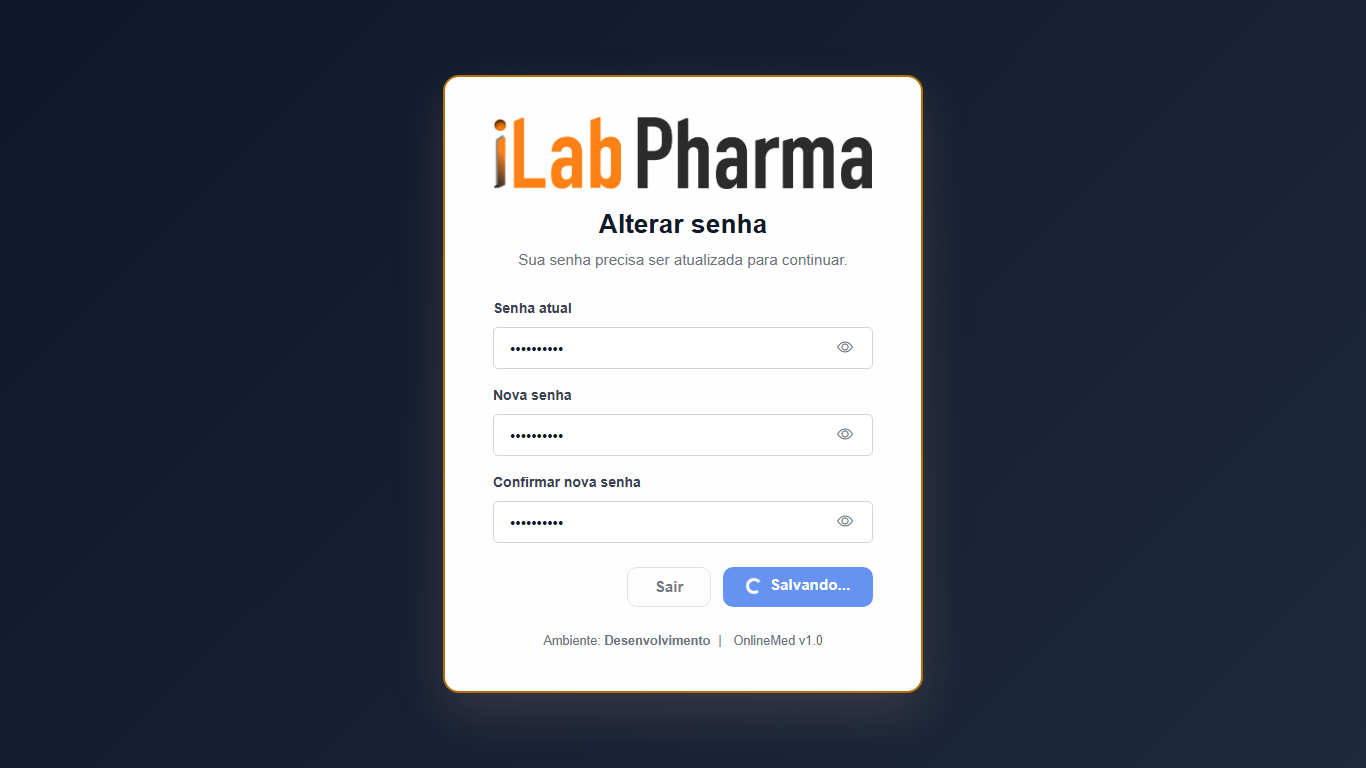 iLab Pharma
Alterar senha
Sua senha precisa ser atualizada para continuar.
Senha atual
••••••••••
Nova senha
••••••••••
Confirmar nova senha
••••••••••
Sair Salvando...
Ambiente: Desenvolvimento | OnlineMed v1.0